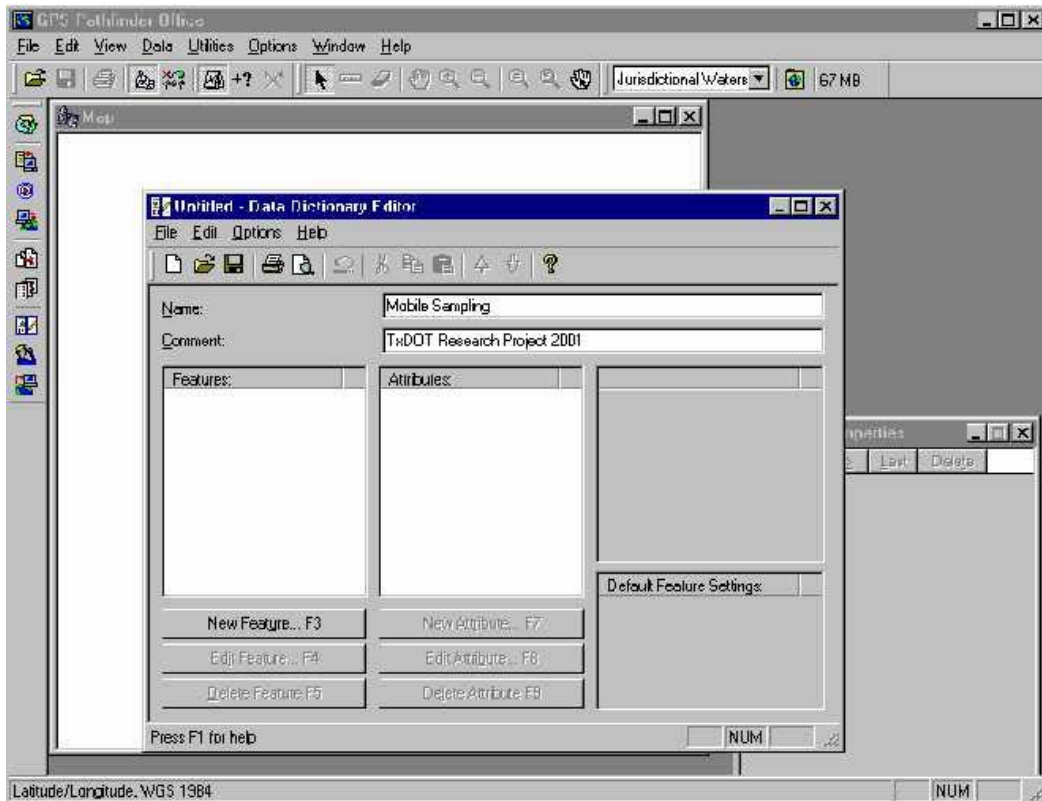 GPS Pathfinder Office
File Edit View Data Utilities Options Window Help
Jurisdictional Waters 67 MB
Map
Untitled - Data Dictionary Editor
File Edit Options Help
Name: Mobile Sampling
Comment: TxDOT Research Project 2001
Features: Attributes:
Default Feature Settings:
New Feature... F3 New Attribute... F7
Edit Feature... F4 Edit Attribute... F8
Delete Feature F5 Delete Attribute F9
Press F1 for help NUM
operties
Last Delete
Latitude/Longitude, WGS 1984 NUM